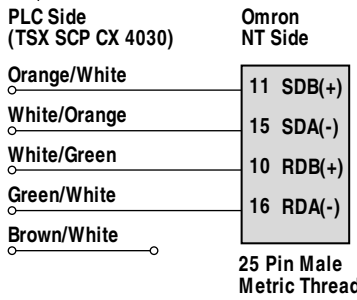 PLC Side
(TSX SCP CX 4030)
Omron
NT Side
Orange/White
11 SDB(+)
White/Orange
15 SDA(-)
White/Green
10 RDB(+)
Green/White
16 RDA(-)
Brown/White
25 Pin Male
Metric Thread